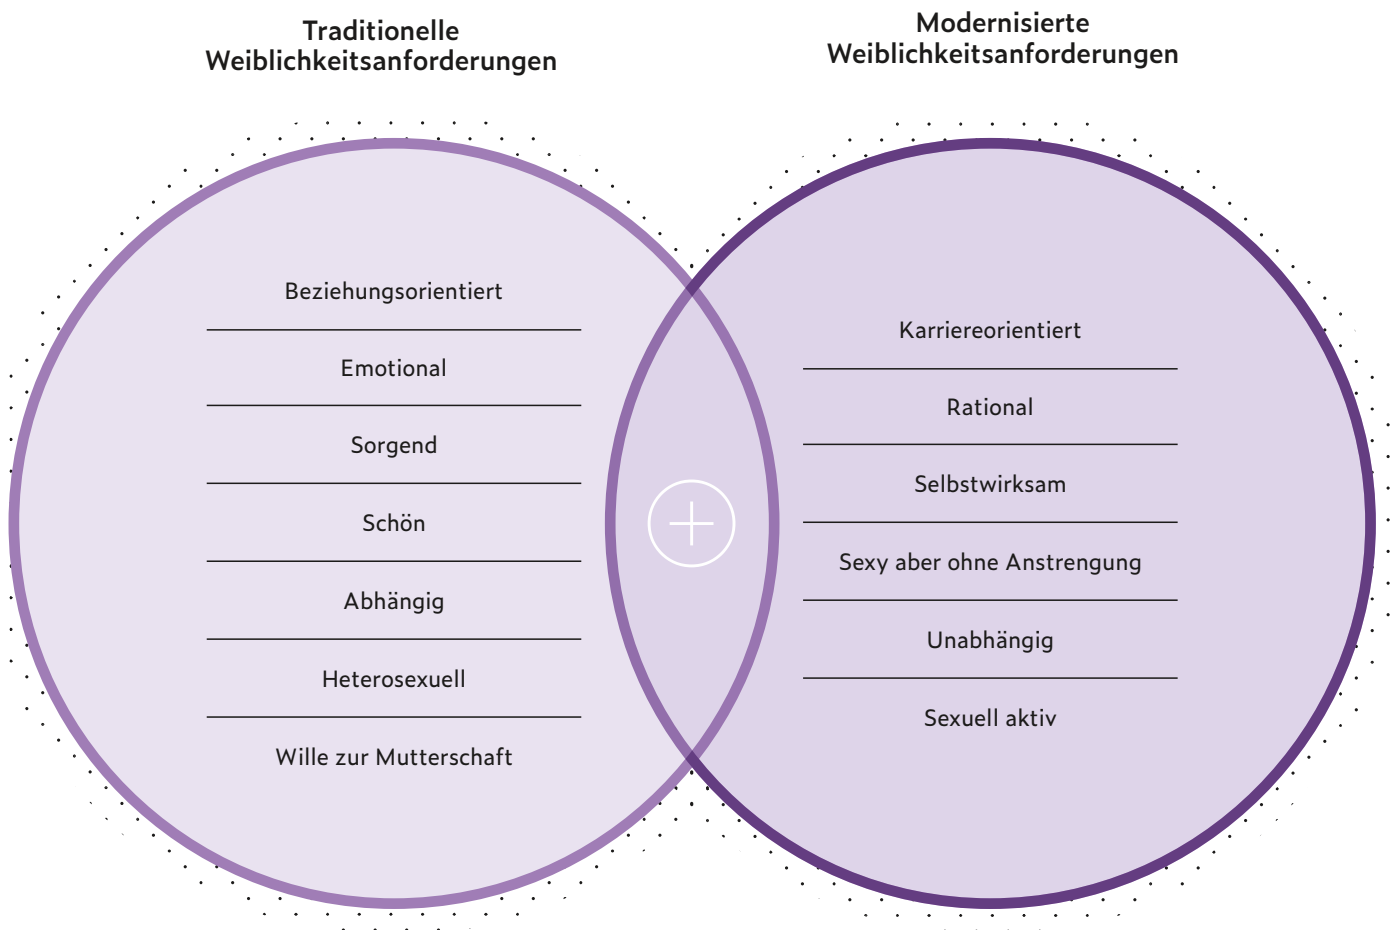 Traditionelle
Weiblichkeitsanforderungen
Modernisierte
Weiblichkeitsanforderungen
Beziehungsorientiert
Emotional
Sorgend
Schön
Abhängig
Heterosexuell
Wille zur Mutterschaft
Karriereorientiert
Rational
Selbstwirksam
Sexy aber ohne Anstrengung
Unabhängig
Sexuell aktiv